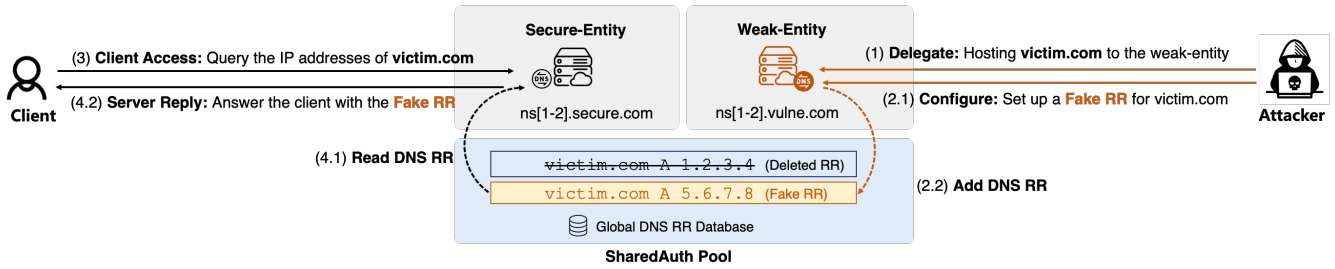 Secure-Entity
Weak-Entity
(3) Client Access: Query the IP addresses of victim.com
(1) Delegate: Hosting victim.com to the weak-entity
DNS
DNS
(4.2) Server Reply: Answer the client with the Fake RR
(2.1) Configure: Set up a Fake RR for victim.com
Client
ns[1-2].secure.com
ns[1-2].vulne.com
Attacker
(4.1) Read DNS RR
victim.com A 1.2.3.4 (Deleted RR)
victim.com A 5.6.7.8 (Fake RR)
(2.2) Add DNS RR
Global DNS RR Database
SharedAuth Pool